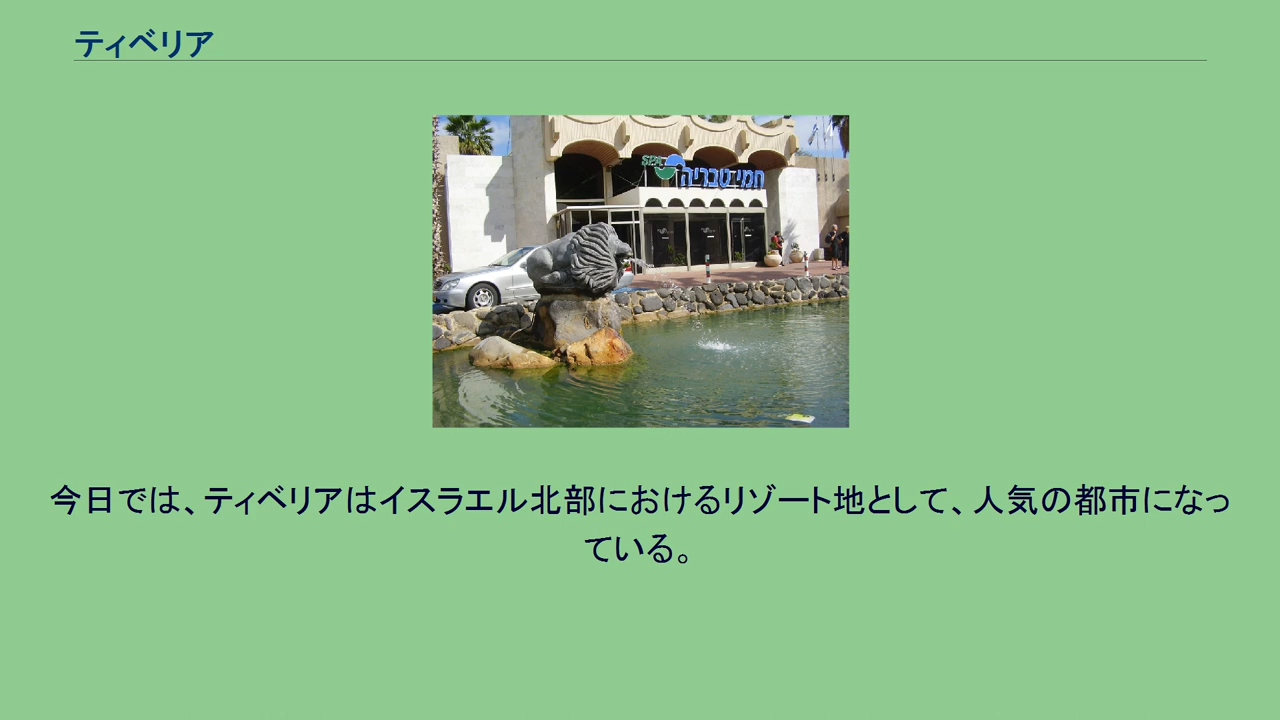 ティベリア
SPA
חמי טבריה
今日では、ティベリアはイスラエル北部におけるリゾート地として、人気の都市になっ
ている。